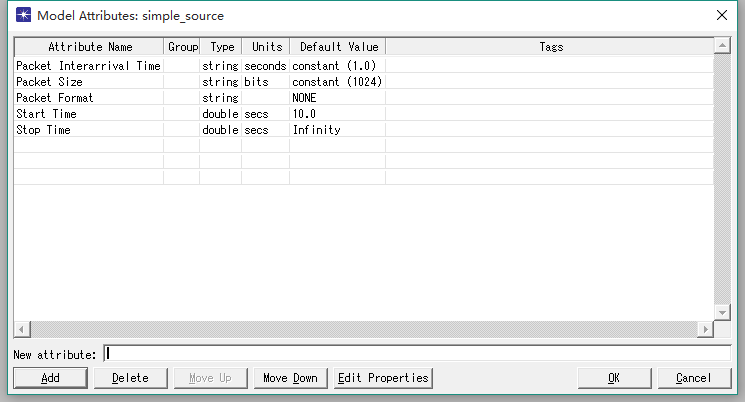 Model Attributes: simple_source
Attribute Name Group Type Units Default Value Tags
Packet Interarrival Time string seconds constant (1.0)
Packet Size string bits constant (1024)
Packet Format string NONE
Start Time double secs 10.0
Stop Time double secs Infinity
New attribute:
Add Delete Move Up Move Down Edit Properties OK Cancel